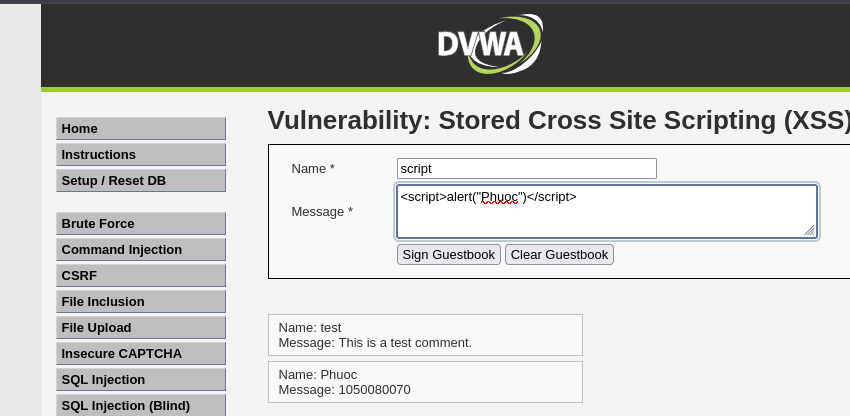 DVWA
Home
Instructions
Setup / Reset DB
Brute Force
Command Injection
CSRF
File Inclusion
File Upload
Insecure CAPTCHA
SQL Injection
SQL Injection (Blind)
Vulnerability: Stored Cross Site Scripting (XSS)
Name * script
Message * <script>alert("Phuoc")</script>
Sign Guestbook Clear Guestbook
Name: test
Message: This is a test comment.
Name: Phuoc
Message: 1050080070